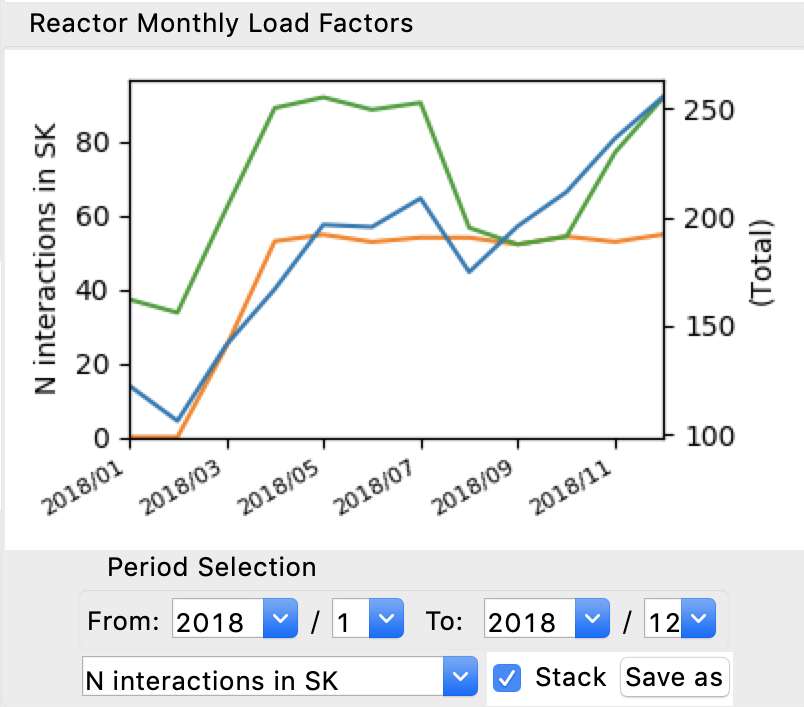 Reactor Monthly Load Factors
N interactions in SK
80
60
40
20
0
250
200
150
100
(Total)
2018/01
2018/03
2018/05
2018/07
2018/09
2018/11
Period Selection
From: 2018 / 1 To: 2018 / 12
N interactions in SK Stack Save as